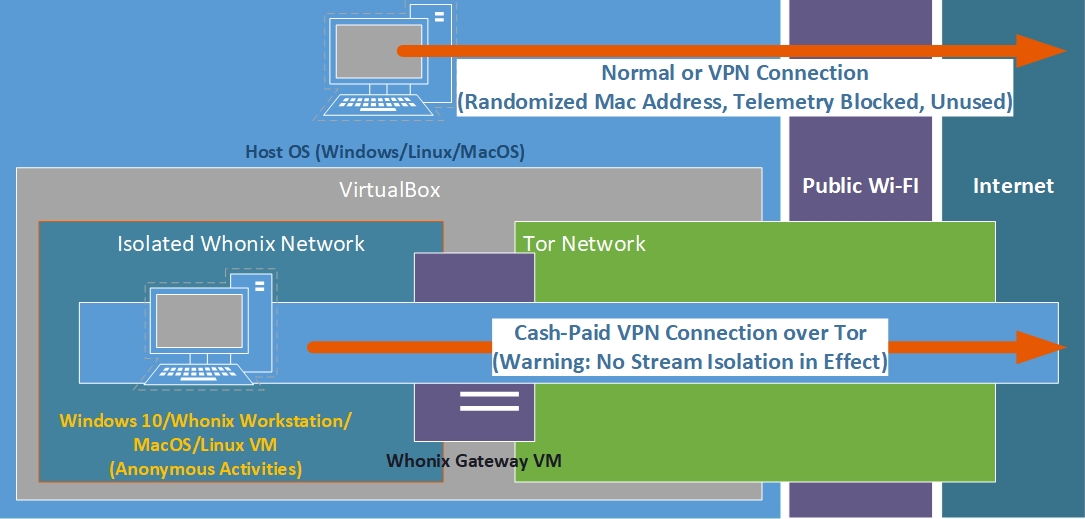 Normal or VPN Connection
(Randomized Mac Address, Telemetry Blocked, Unused)
Host OS (Windows/Linux/MacOS)
VirtualBox
Public Wi-FI
Internet
Isolated Whonix Network
Tor Network
Cash-Paid VPN Connection over Tor
(Warning: No Stream Isolation in Effect)
Windows 10/Whonix Workstation/
MacOS/Linux VM
(Anonymous Activities)
Whonix Gateway VM